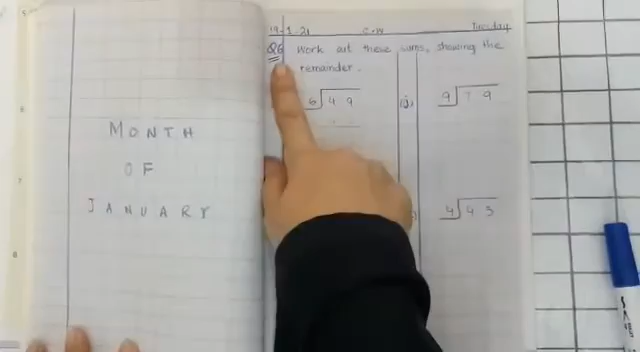 MONTH
OF
JANUARY
19-1-21 C.W Tuesday
Q6 Work out these sums, showing the
remainder.
6 49
(j) 9 79
4 43